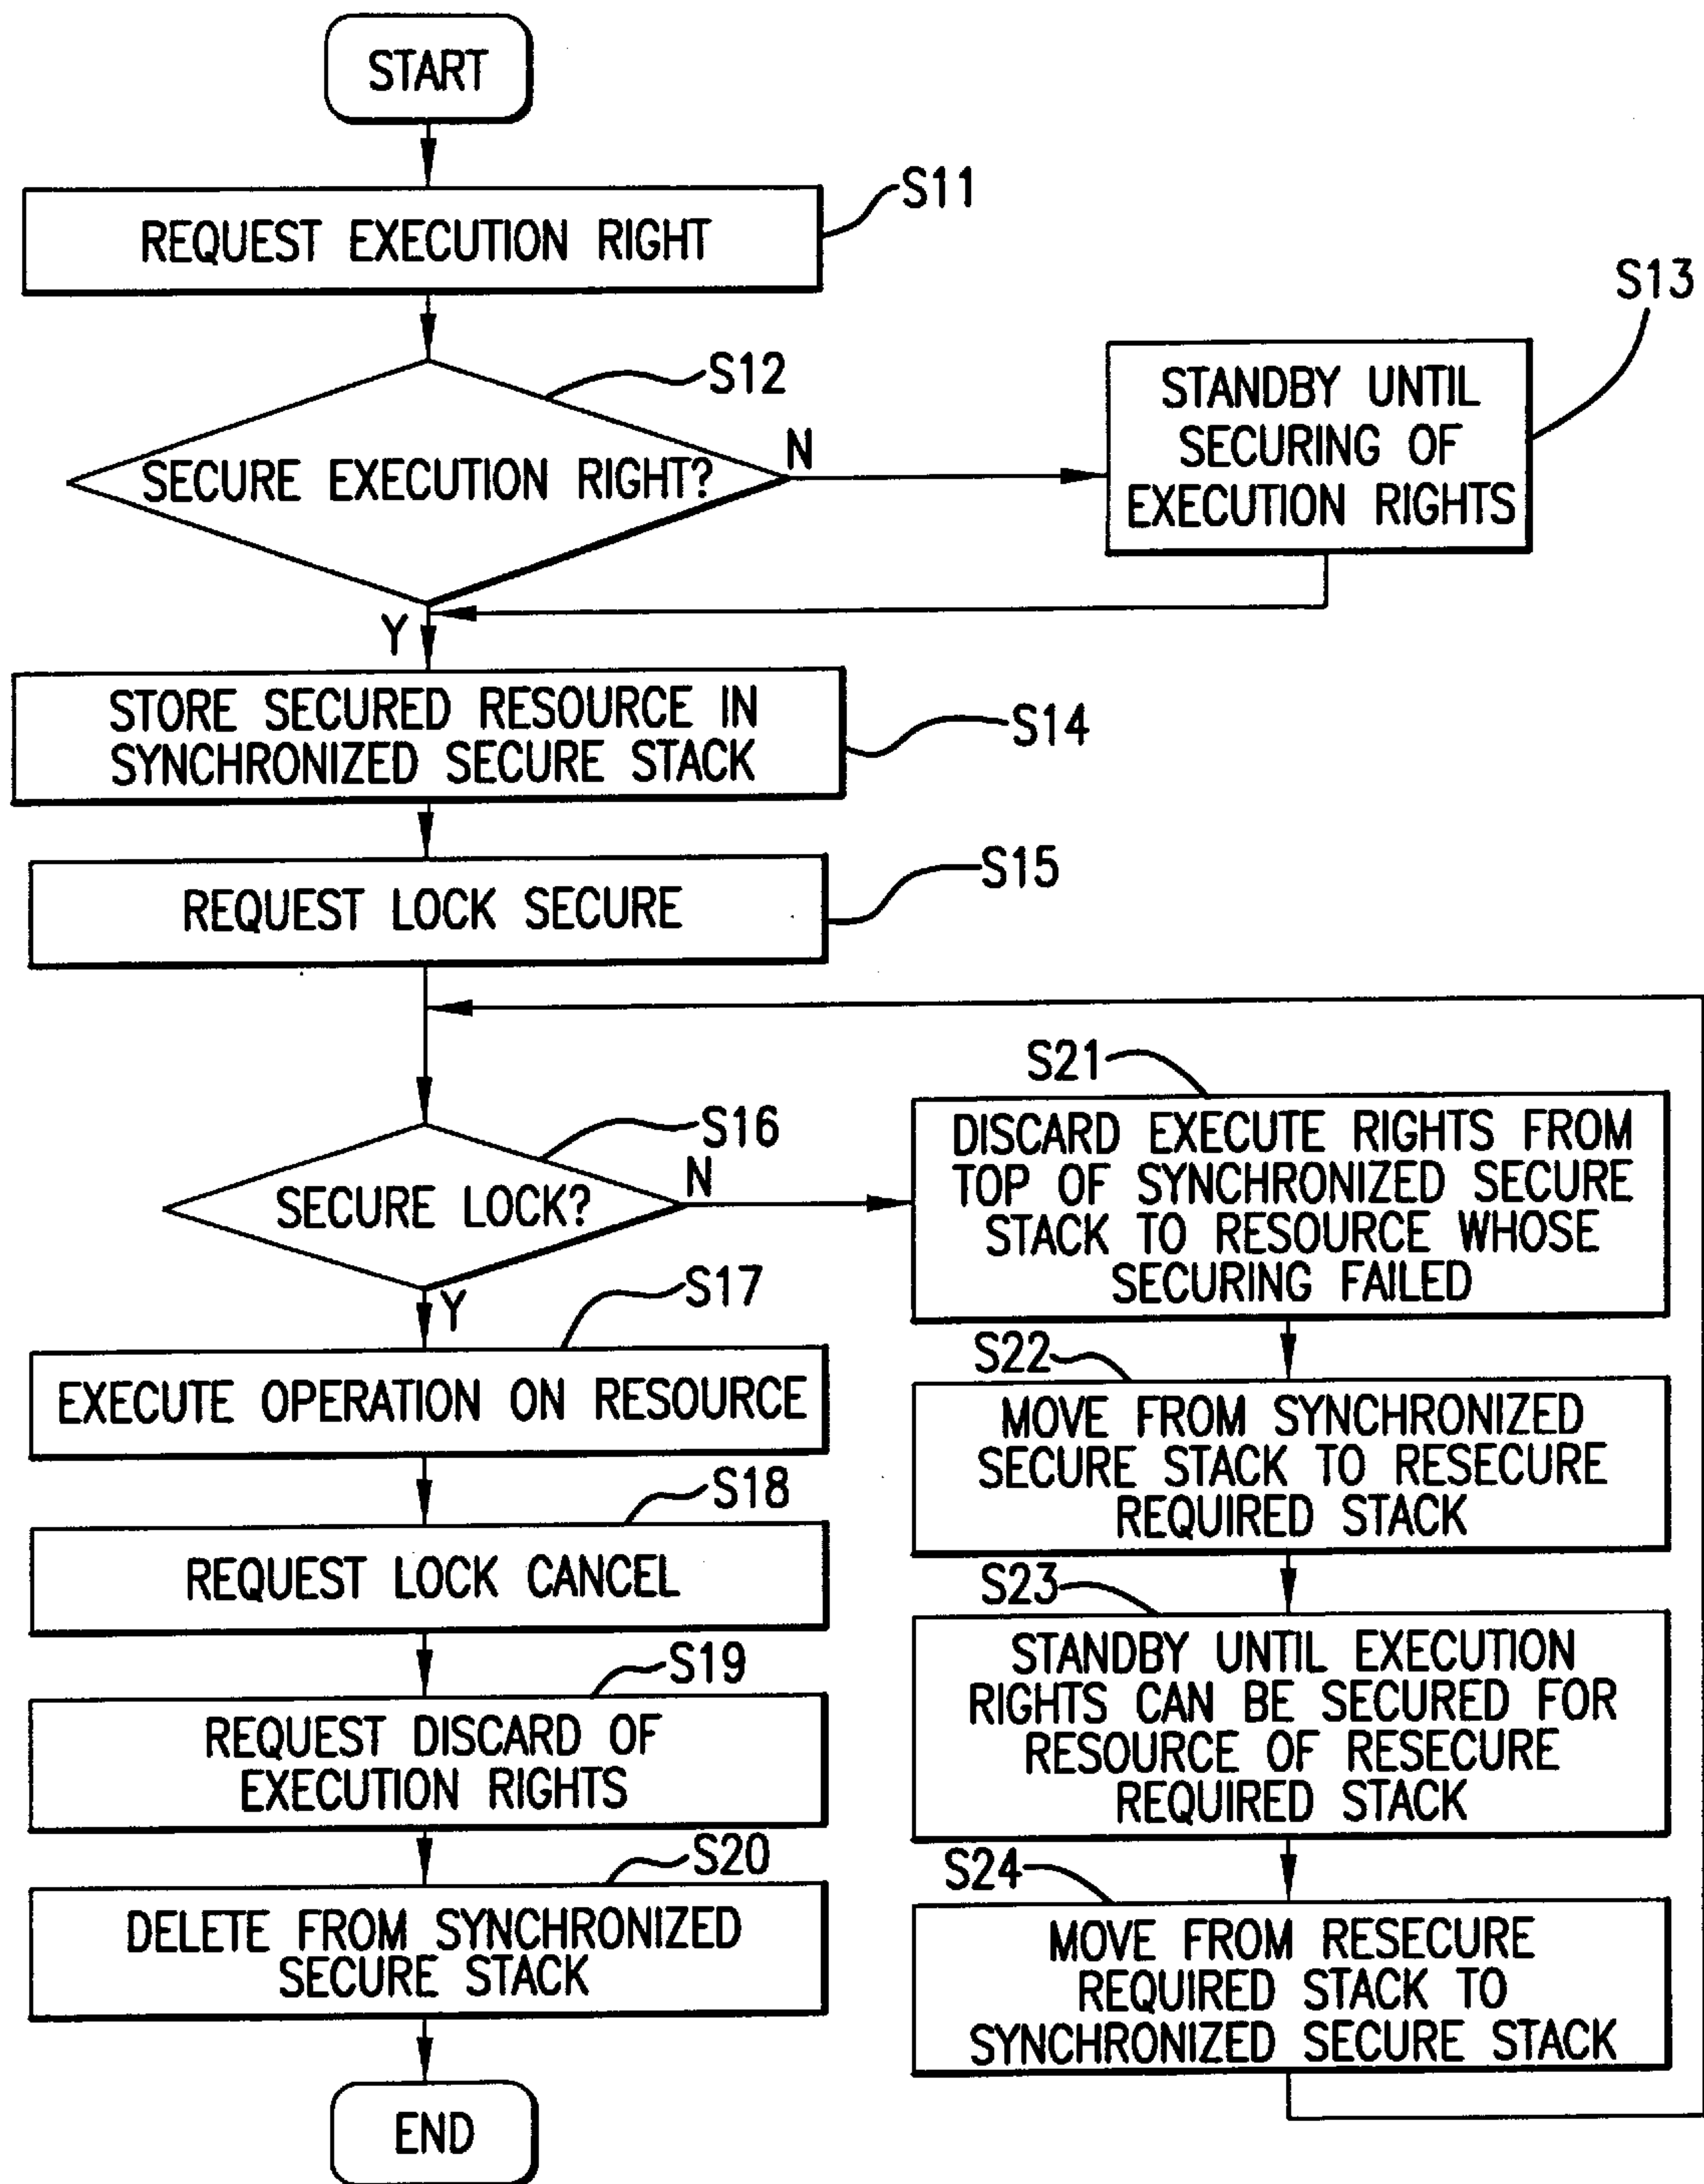 START
S11
REQUEST EXECUTION RIGHT
S13
S12
STANDBY UNTIL
SECURING OF
EXECUTION RIGHTS
SECURE EXECUTION RIGHT?
N
Y
STORE SECURED RESOURCE IN
SYNCHRONIZED SECURE STACK
S14
REQUEST LOCK SECURE
S15
S16
SECURE LOCK?
N
Y
S17
EXECUTE OPERATION ON RESOURCE
S18
REQUEST LOCK CANCEL
S19
REQUEST DISCARD OF
EXECUTION RIGHTS
S20
DELETE FROM SYNCHRONIZED
SECURE STACK
END
S21
DISCARD EXECUTE RIGHTS FROM
TOP OF SYNCHRONIZED SECURE
STACK TO RESOURCE WHOSE
SECURING FAILED
S22
MOVE FROM SYNCHRONIZED
SECURE STACK TO RESECURE
REQUIRED STACK
S23
STANDBY UNTIL EXECUTION
RIGHTS CAN BE SECURED FOR
RESOURCE OF RESECURE
REQUIRED STACK
S24
MOVE FROM RESECURE
REQUIRED STACK TO
SYNCHRONIZED SECURE STACK